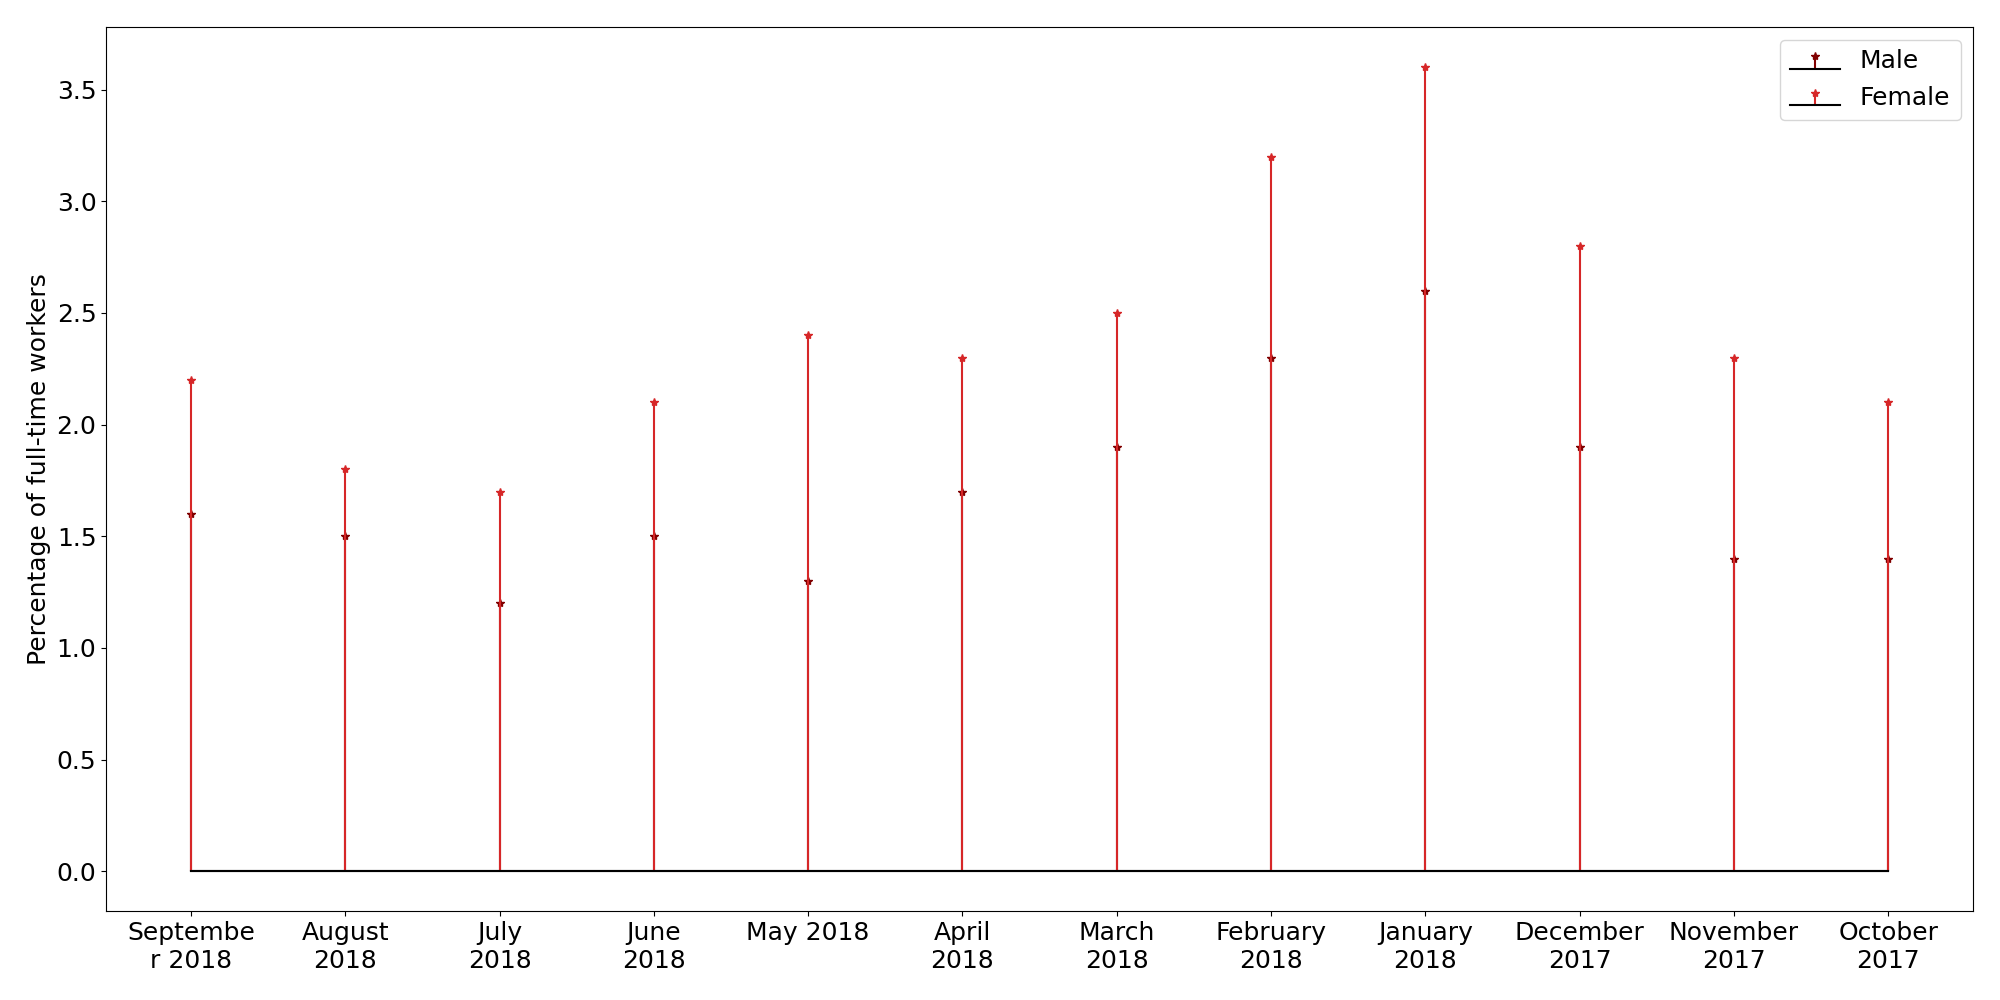 Male
Female
Percentage of full-time workers
3.5
3.0
2.5
2.0
1.5
1.0
0.5
0.0
Septembe
r 2018
August
2018
July
2018
June
2018
May 2018
April
2018
March
2018
February
2018
January
2018
December
2017
November
2017
October
2017